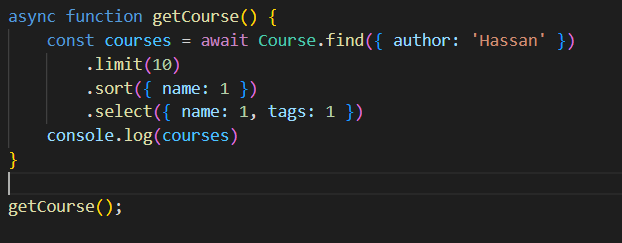 async function getCourse() {
    const courses = await Course.find({ author: 'Hassan' })
        .limit(10)
        .sort({ name: 1 })
        .select({ name: 1, tags: 1 })
    console.log(courses)
}

getCourse();